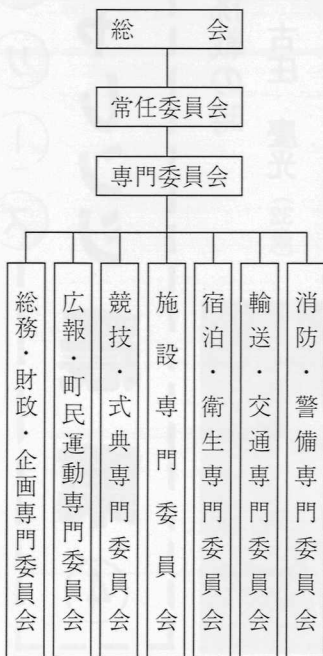 総会
常任委員会
専門委員会
総務・財政・企画専門委員会
広報・町民運動専門委員会
競技・式典専門委員会
施設専門委員会
宿泊・衛生専門委員会
輸送・交通専門委員会
消防・警備専門委員会